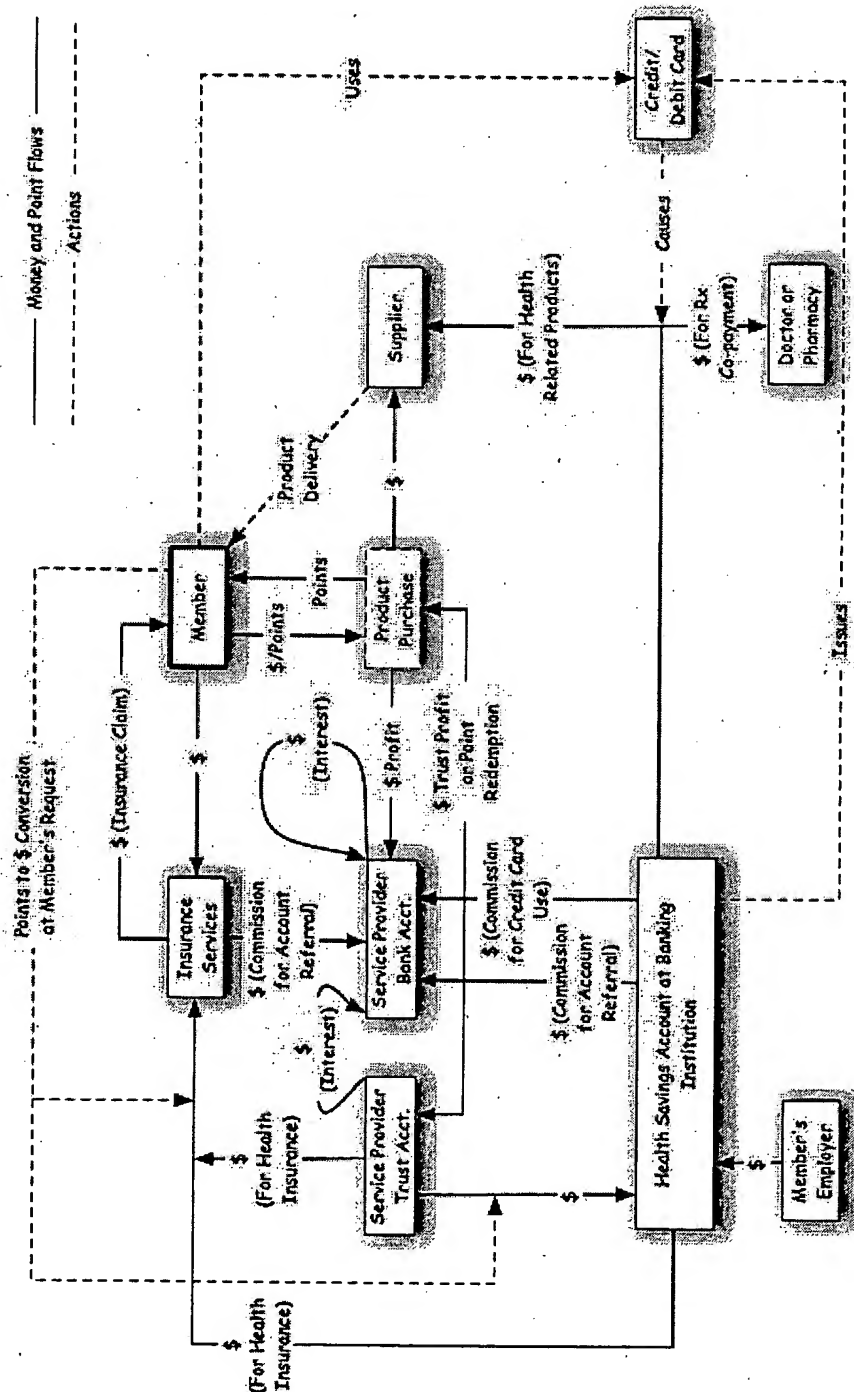 Money and Point Flows
Actions
Points to $ Conversion
at Member's Request
$ (Insurance Claim)
Uses
Insurance
Services
$
Member
Product
Delivery
$ (Commission
for Account
Referral)
$/Points
Points
$
(For Health
Insurance)
$
(For Health
Insurance)
$
(Interest)
$
(Interest)
Service Provider
Trust Acct.
Service Provider
Bank Acct.
$ Profit
Product
Purchase
$
Supplier
$ Trust Profit
or Point
Redemption
$
$ (Commission
for Account
Referral)
$ (Commission
for Credit Card
Use)
$ (For Health
Related Products)
Health Savings Account at Banking
Institution
Causes
Credit/
Debit Card
$ (For Rx
Co-payment)
$
Member's
Employer
Doctor or
Pharmacy
Issues